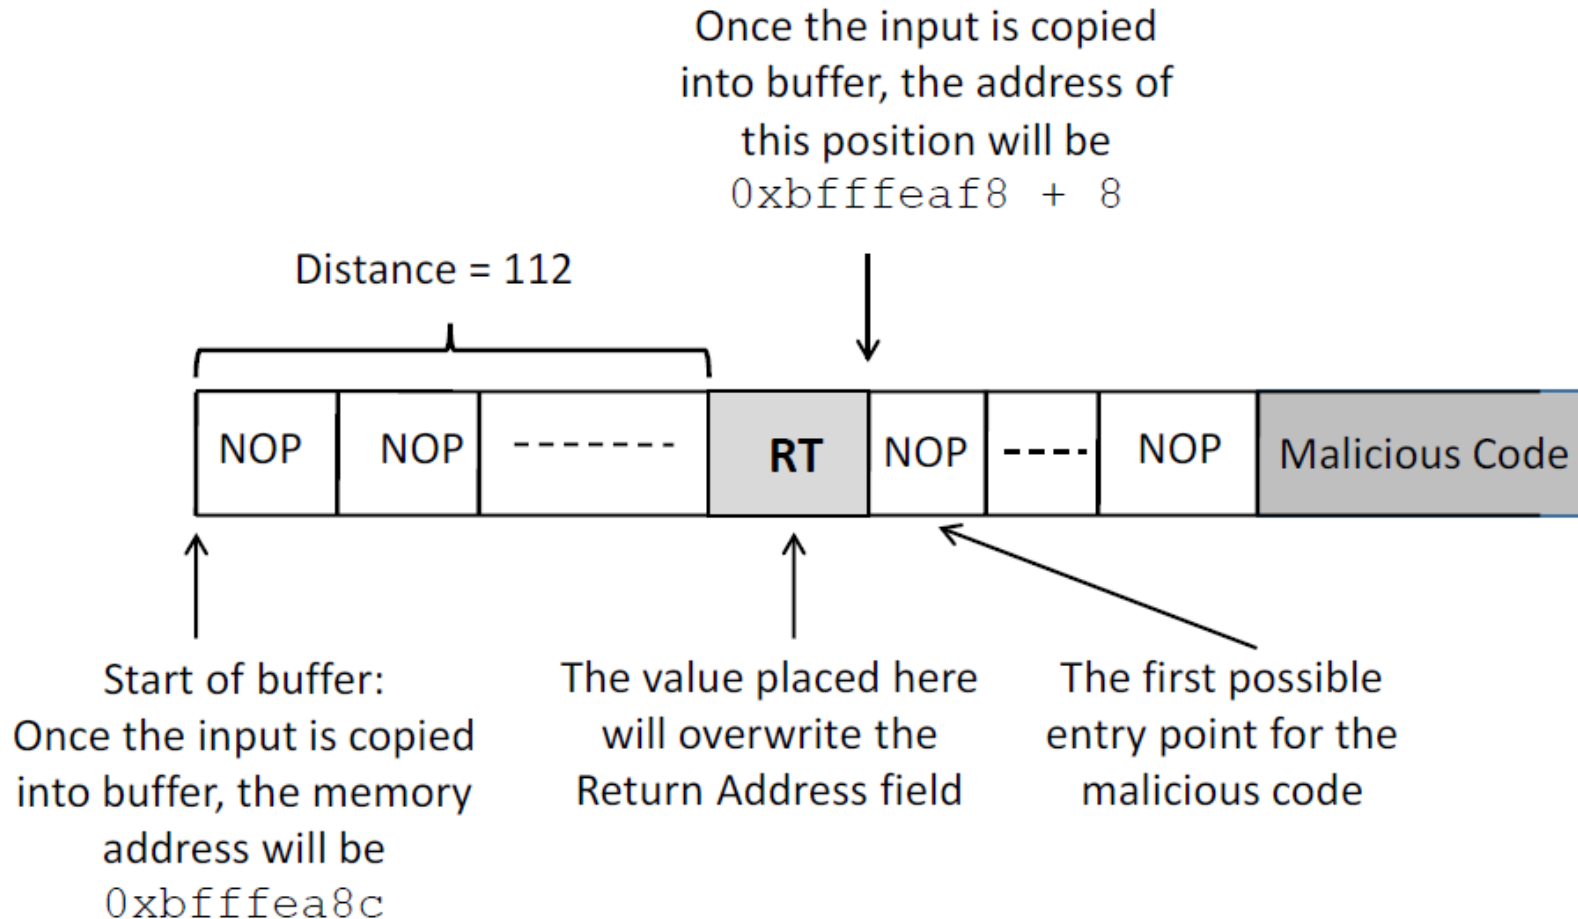 Once the input is copied
into buffer, the address of
this position will be
0xbfffeaf8 + 8
Distance = 112
NOP
NOP
RT
NOP
NOP
Malicious Code
Start of buffer:
Once the input is copied
into buffer, the memory
address will be
0xbfffea8c
The value placed here
will overwrite the
Return Address field
The first possible
entry point for the
malicious code